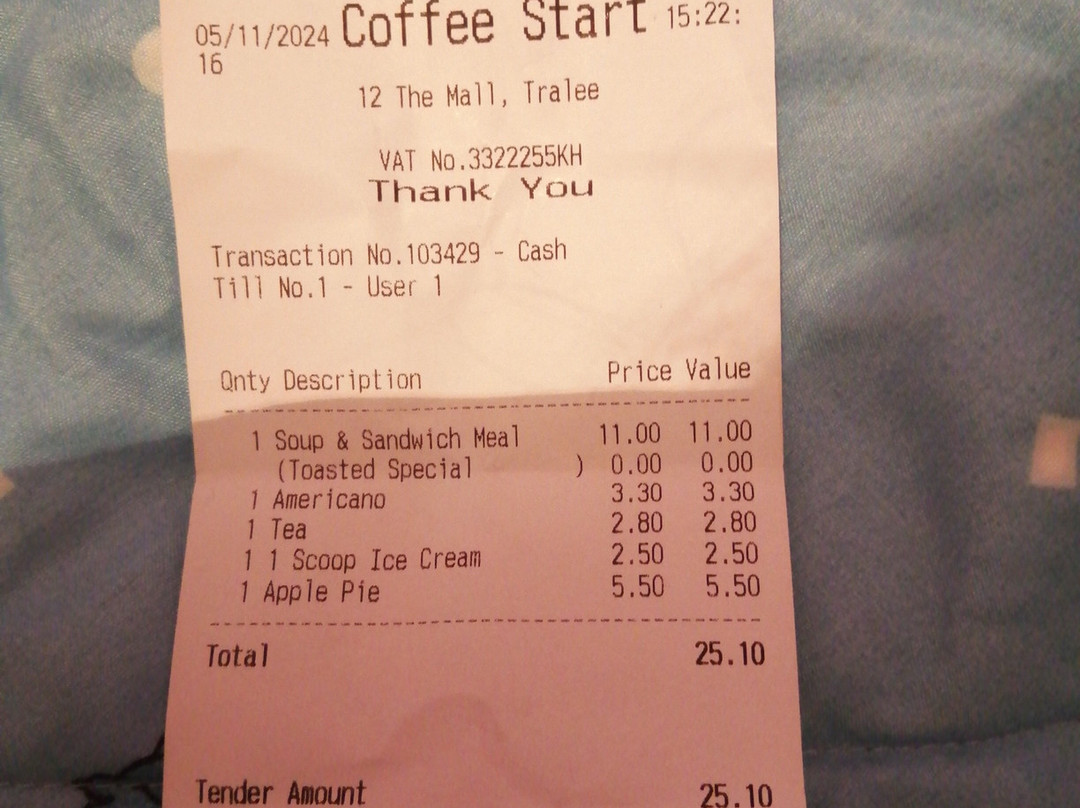 05/11/2024 Coffee Start 15:22:
16
12 The Mall, Tralee
VAT No.3322255KH
Thank You
Transaction No.103429 - Cash
Till No.1 - User 1
Qnty Description Price Value
1 Soup & Sandwich Meal 11.00 11.00
(Toasted Special ) 0.00 0.00
1 Americano 3.30 3.30
1 Tea 2.80 2.80
1 1 Scoop Ice Cream 2.50 2.50
1 Apple Pie 5.50 5.50
Total 25.10
Tender Amount 25.10